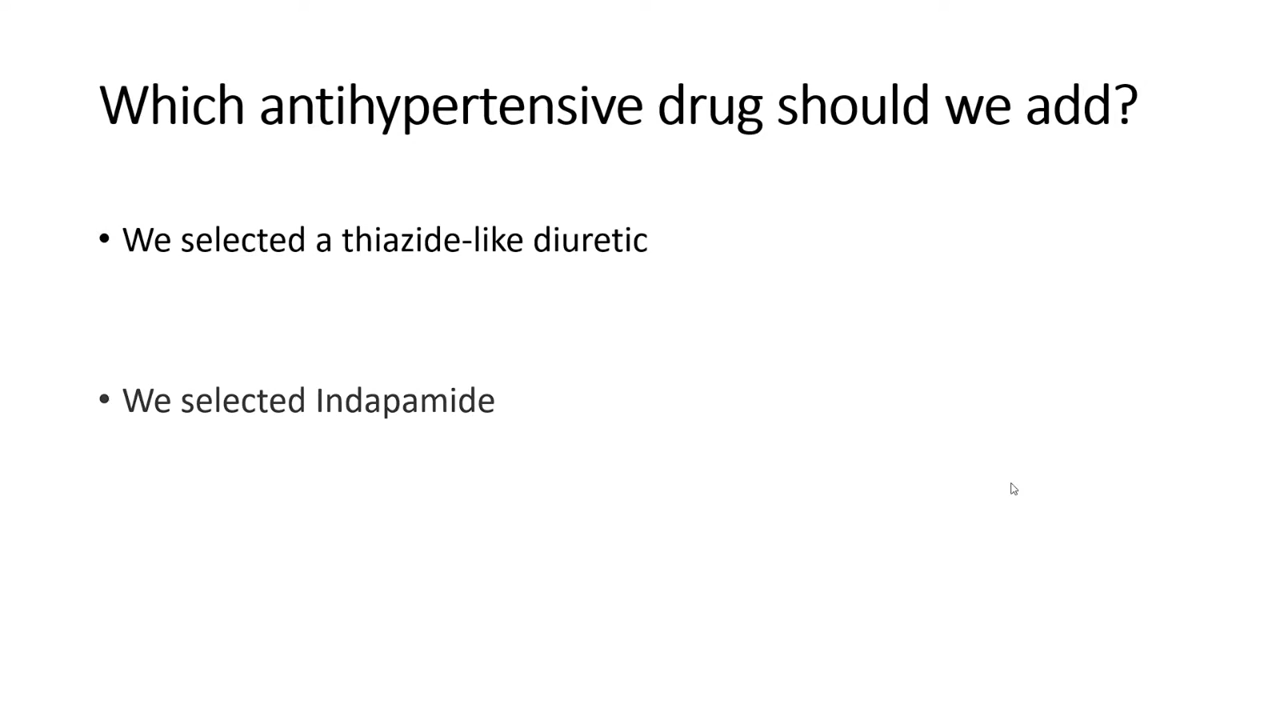 Which antihypertensive drug should we add?
• We selected a thiazide-like diuretic
• We selected Indapamide